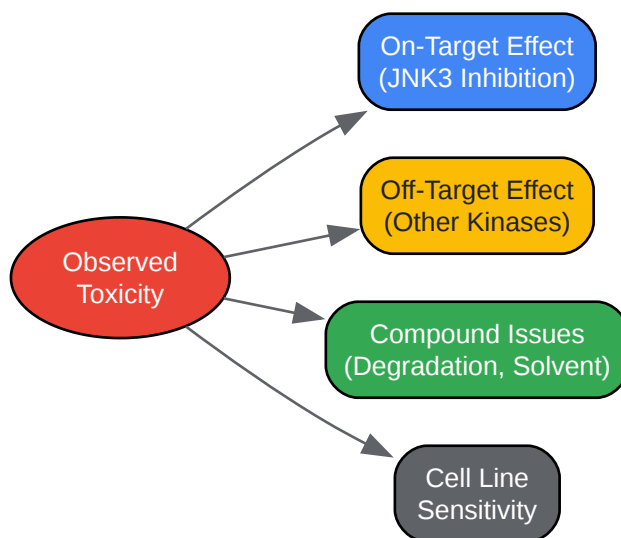 On-Target Effect
(JNK3 Inhibition)
Off-Target Effect
(Other Kinases)
Observed
Toxicity
Compound Issues
(Degradation, Solvent)
Cell Line
Sensitivity